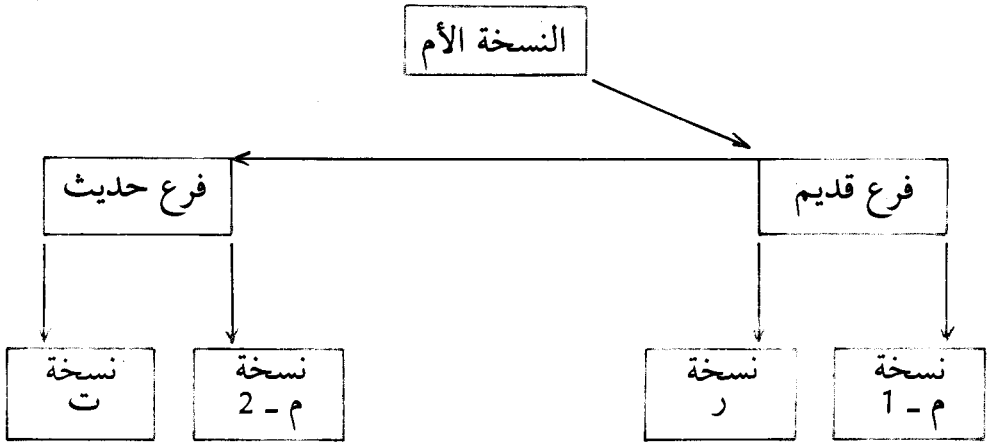 النسخة الأم
فرع قديم
فرع حديث
نسخة
م - 1
نسخة
ر
نسخة
م - 2
نسخة
ت